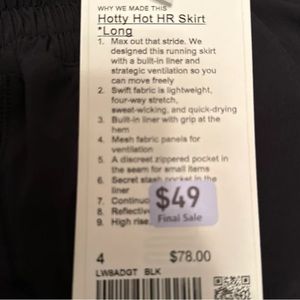 WHY WE MADE THIS
Hotty Hot HR Skirt
*Long
1. Max out that stride. We
designed this running skirt
with a built-in liner and
strategic ventilation so you
can move freely
2. Swift fabric is lightweight,
four-way stretch,
sweat-wicking, and quick-drying
3. Built-in liner with grip at the
hem
4. Mesh fabric panels for
ventilation
5. A discreet zippered pocket in
the seam for small items
6. Secret stash pocket in the
liner
7.
8.
9. High rise
$49
Final Sale
4 $78.00
LW8ADGT BLK